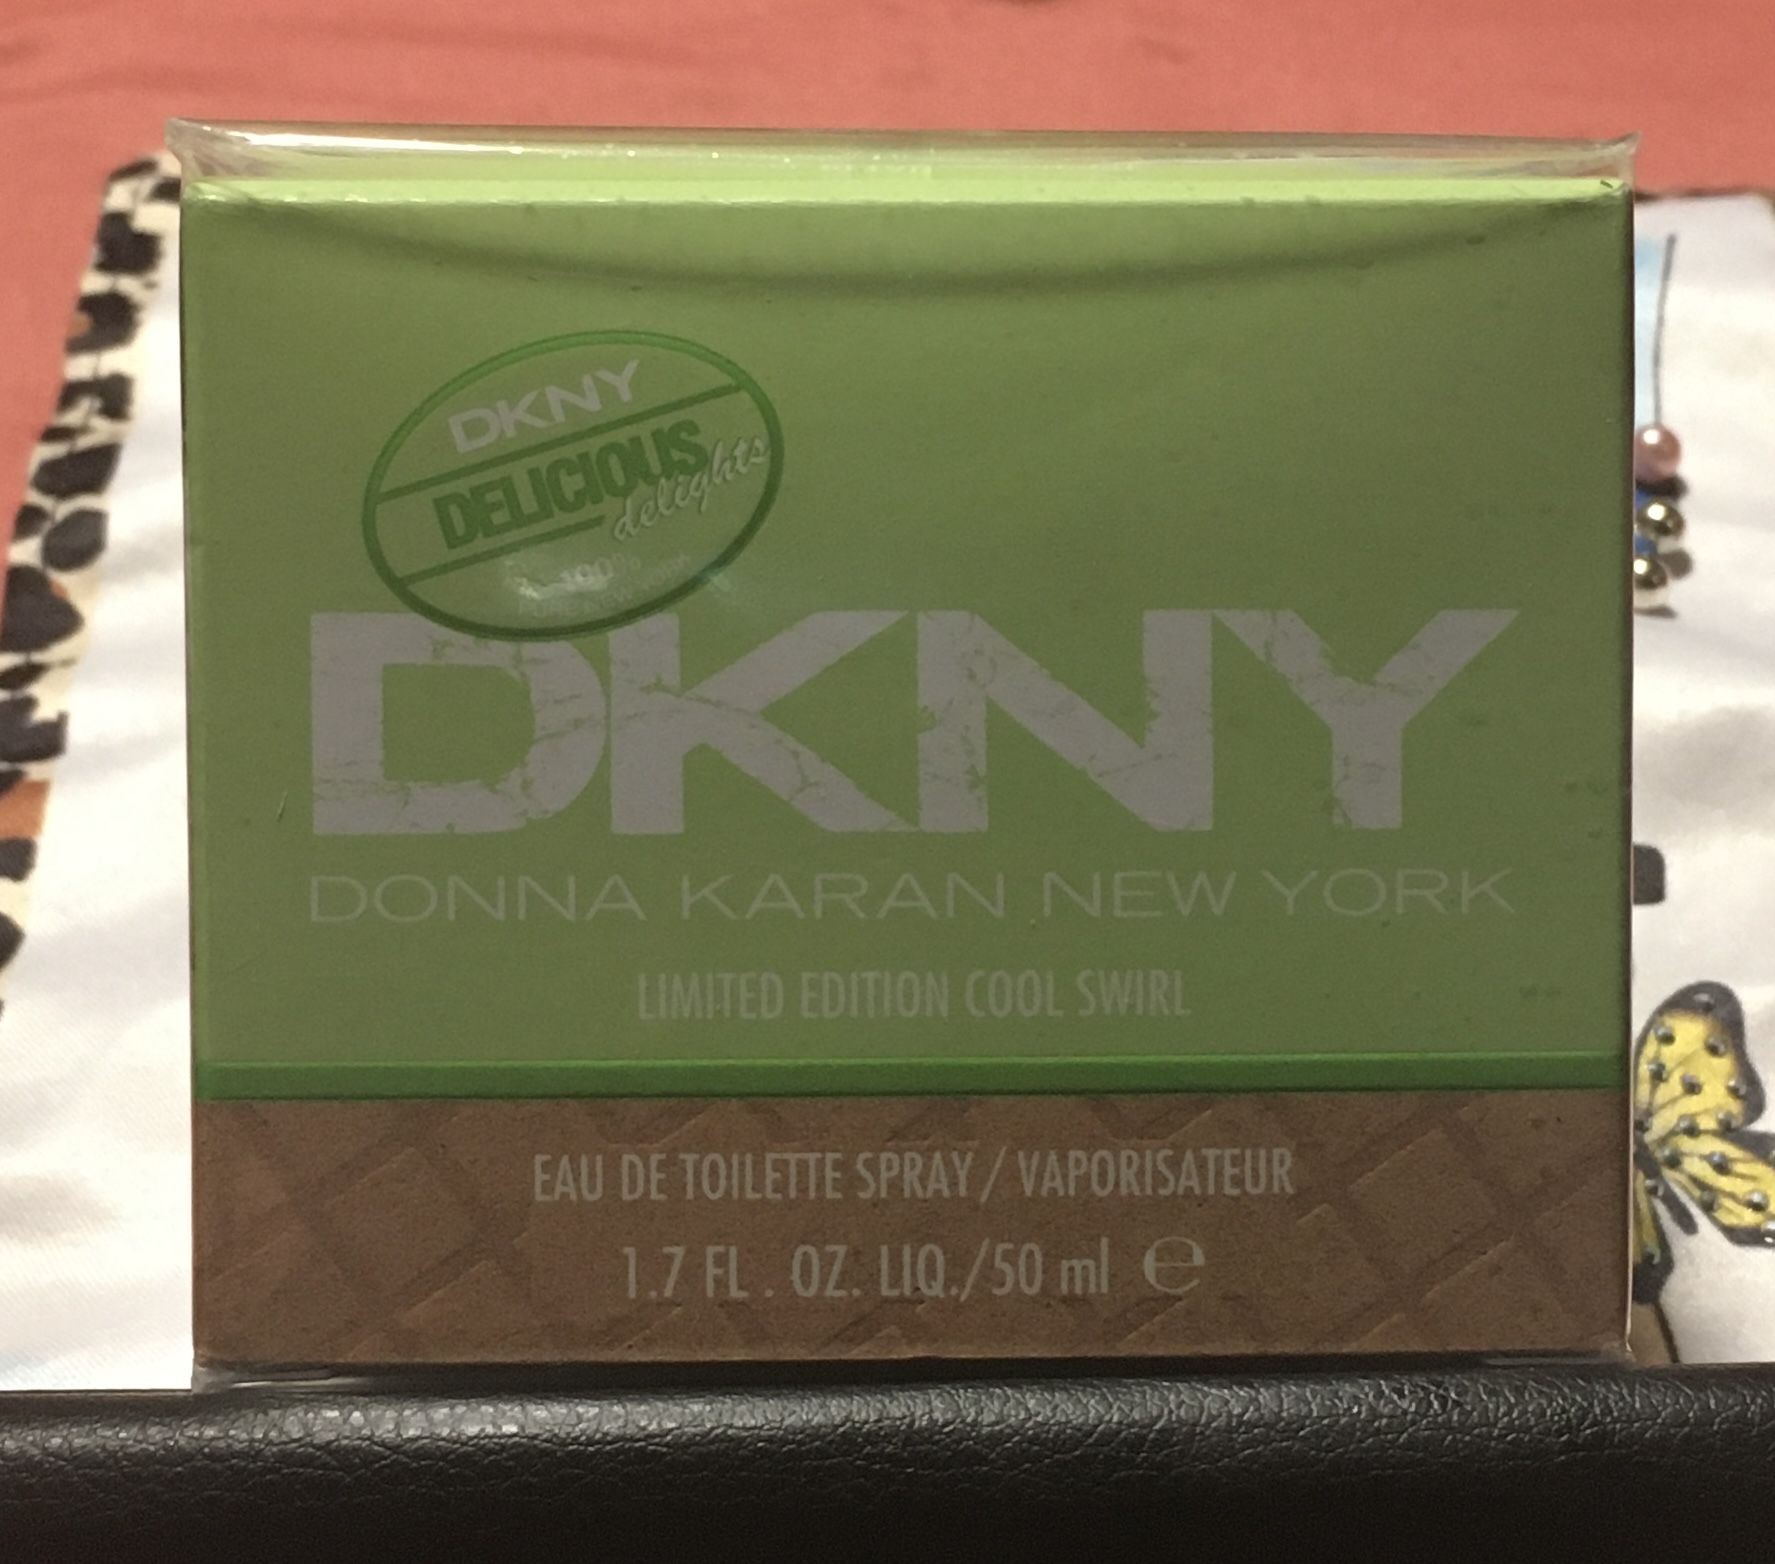 DKNY
DELICIOUS
delights
100%
DKNY
DONNA KARAN NEW YORK
LIMITED EDITION COOL SWIRL
EAU DE TOILETTE SPRAY / VAPORISATEUR
1.7 FL . OZ. LIQ./50 ml ℮